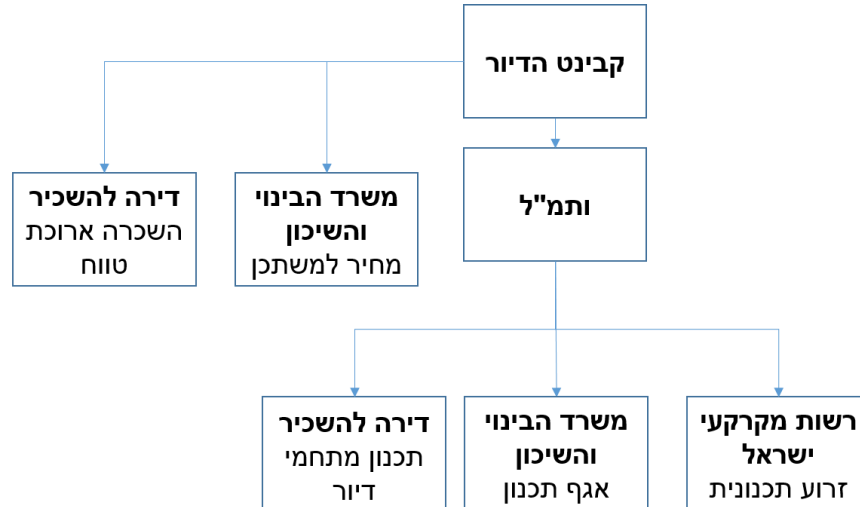 קבינט הדיור
דירה להשכיר
השכרה ארוכת
טווח
משרד הבינוי
והשיכון
מחיר למשתכן
ותמ"ל
דירה להשכיר
תכנון מתחמי
דיור
משרד הבינוי
והשיכון
אגף תכנון
רשות מקרקעי
ישראל
זרוע תכנונית